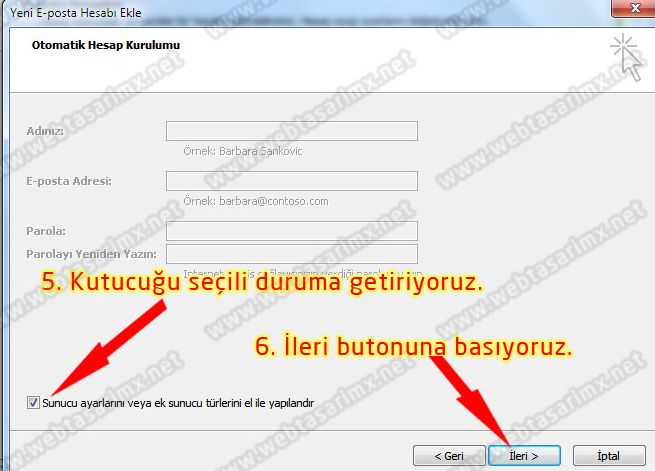 Yeni E-posta Hesabı Ekle
Otomatik Hesap Kurulumu
Adınız:
Örnek: Barbara Sankovic
E-posta Adresi:
Örnek: barbara@contoso.com
Parola:
Parolayı Yeniden Yazın:
Internet
5. Kutucuğu seçili duruma getiriyoruz.
6. İleri butonuna basıyoruz.
Sunucu ayarlarını veya ek sunucu türlerini el ile yapılandır
< Geri
İleri >
İptal
www.webtasarimx.net